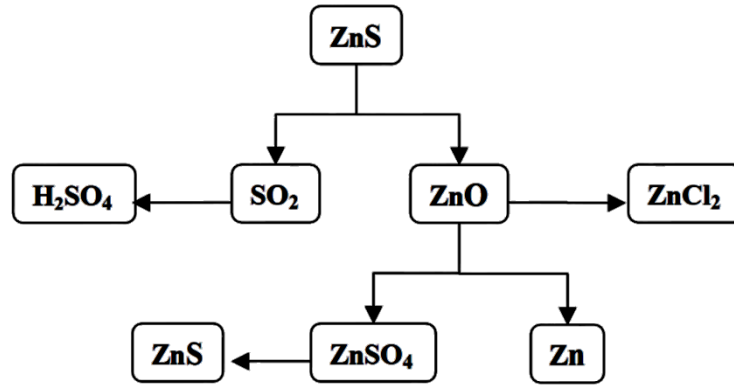 ZnS
H₂SO₄
SO₂
ZnO
ZnCl₂
ZnS
ZnSO₄
Zn